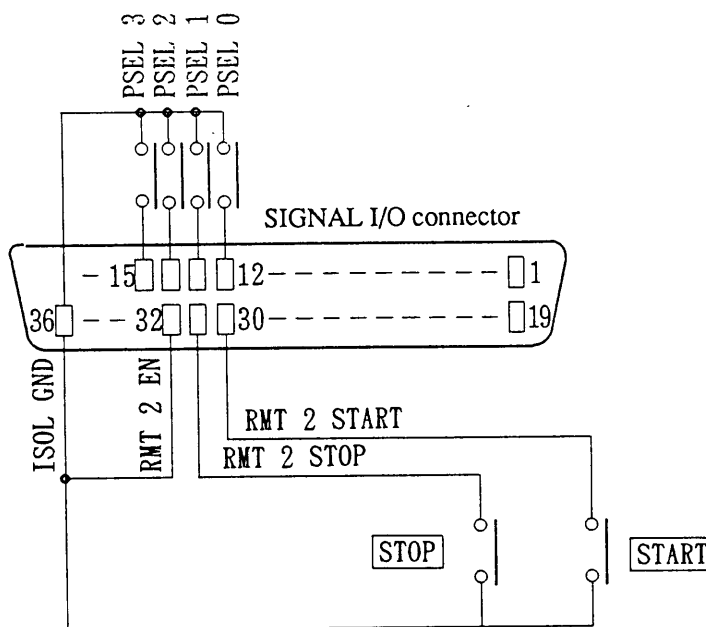 PSEL 3
PSEL 2
PSEL 1
PSEL 0
SIGNAL I/O connector
- 15 12 - - - - - - - - - - - - 1
36 - - 32 30 - - - - - - - - - - - - 19
ISOL GND
RMT 2 EN
RMT 2 START
RMT 2 STOP
STOP
START